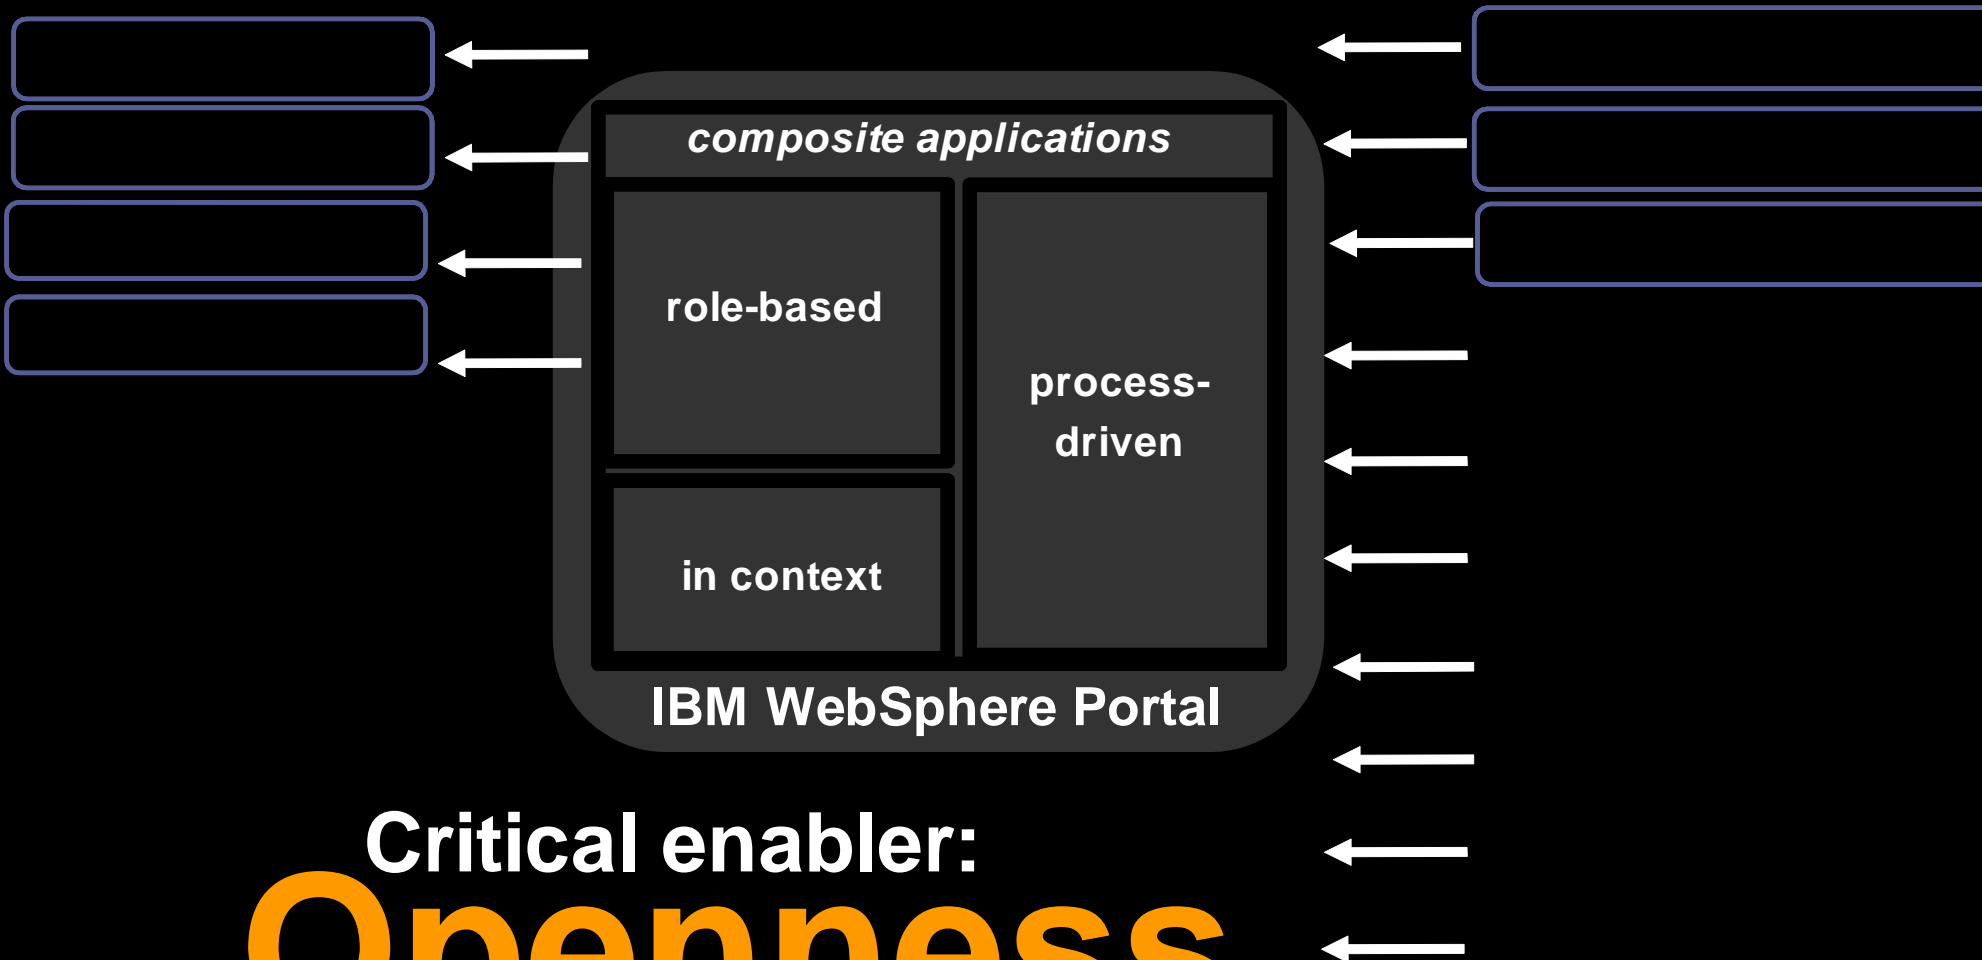 composite applications
role-based
process-
driven
in context
IBM WebSphere Portal
Critical enabler:
Openness